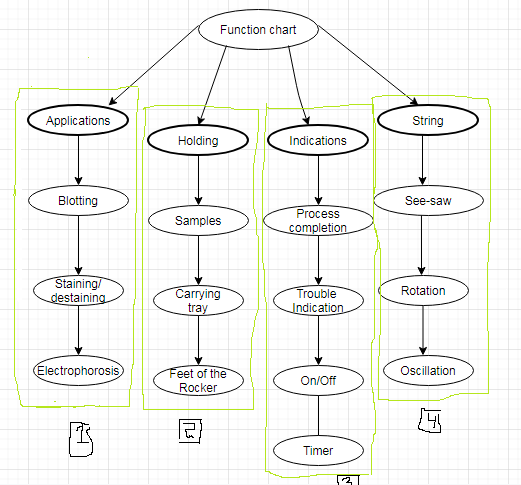 Function chart
Applications
Blotting
Staining/
destaining
Electrophorosis
1
Holding
Samples
Carrying
tray
Feet of the
Rocker
2
Indications
Process
completion
Trouble
Indication
On/Off
Timer
3
String
See-saw
Rotation
Oscillation
4